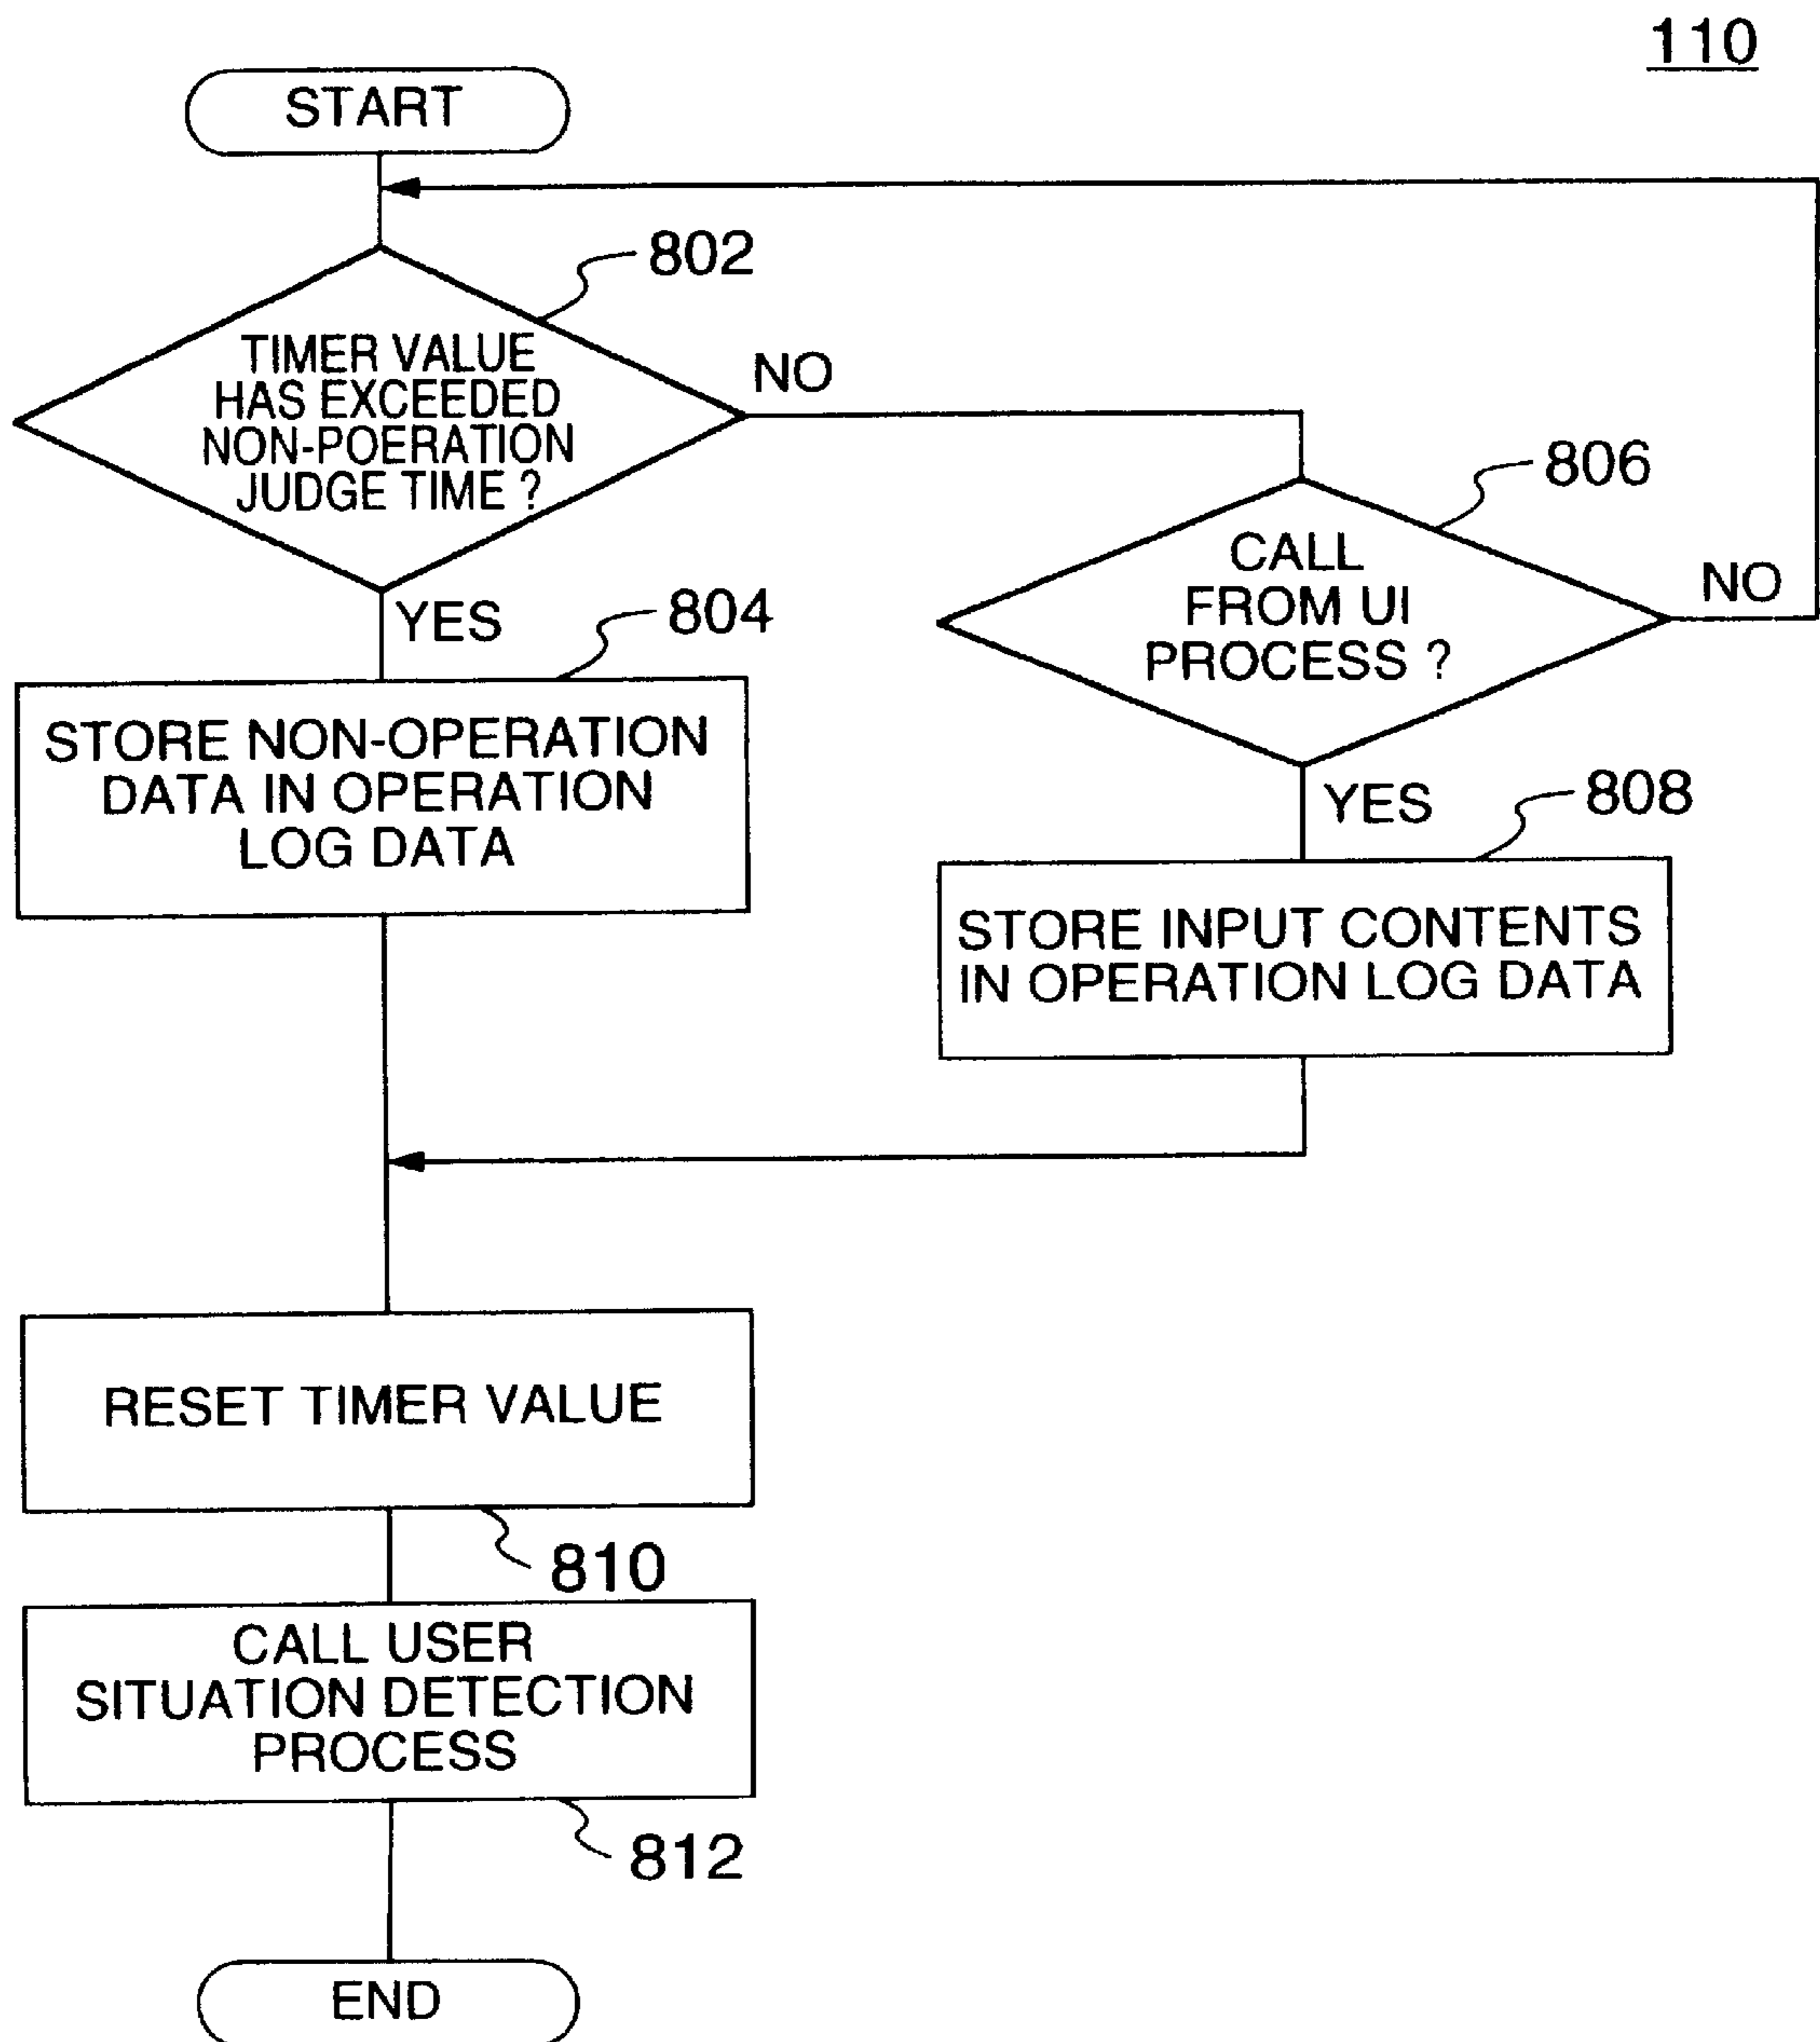 110
START
802
TIMER VALUE
HAS EXCEEDED
NON-POERATION
JUDGE TIME ?
NO
806
CALL
FROM UI
PROCESS ?
NO
YES
804
STORE NON-OPERATION
DATA IN OPERATION
LOG DATA
YES
808
STORE INPUT CONTENTS
IN OPERATION LOG DATA
RESET TIMER VALUE
810
CALL USER
SITUATION DETECTION
PROCESS
812
END